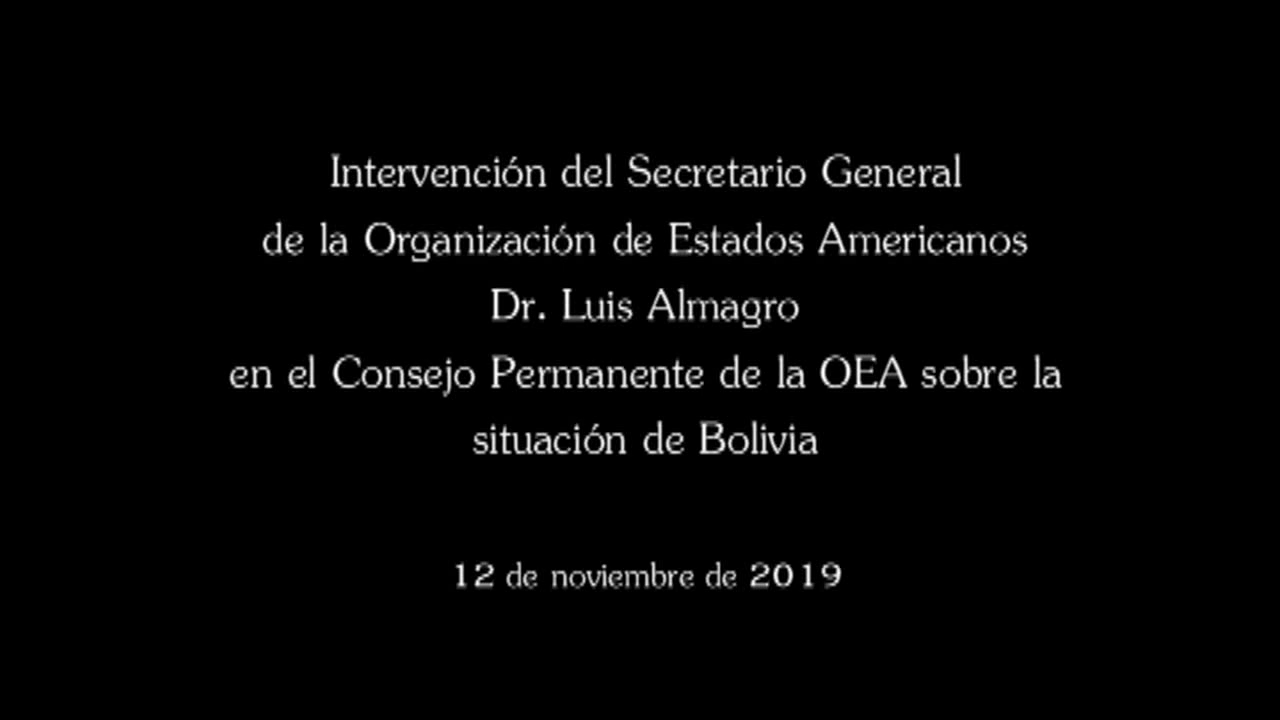 Intervención del Secretario General
de la Organización de Estados Americanos
Dr. Luis Almagro
en el Consejo Permanente de la OEA sobre la
situación de Bolivia
12 de noviembre de 2019